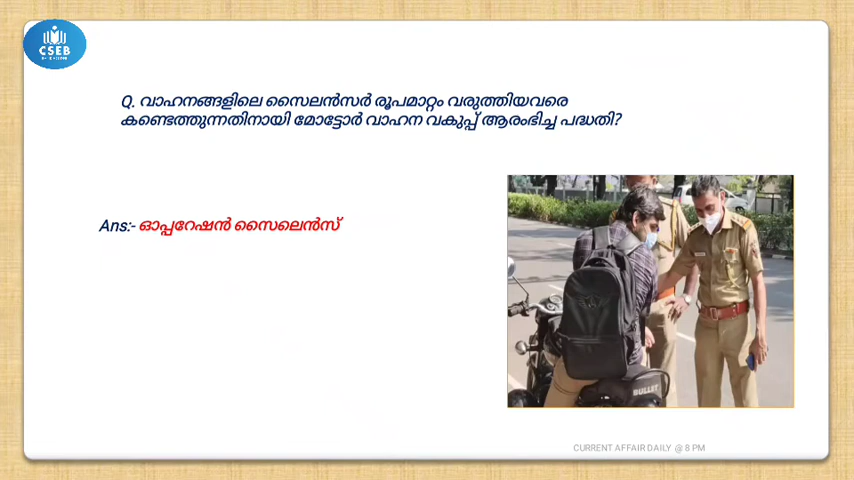 CSEB
Q. വാഹനങ്ങളിലെ സൈലൻസർ രൂപമാറ്റം വരുത്തിയവരെ
കണ്ടെത്തുന്നതിനായി മോട്ടോർ വാഹന വകുപ്പ് ആരംഭിച്ച പദ്ധതി?
Ans:- ഓപ്പറേഷൻ സൈലെൻസ്
BULLET
CURRENT AFFAIR DAILY @ 8 PM